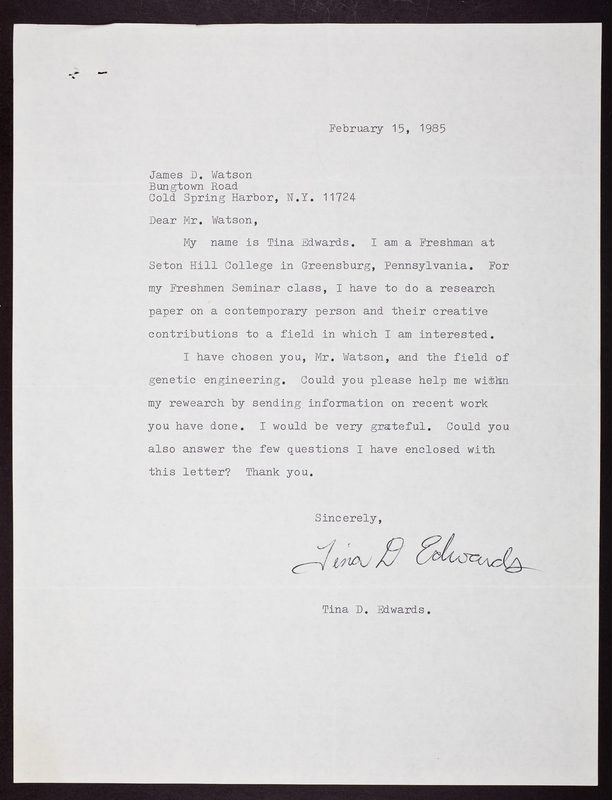 February 15, 1985
James D. Watson
Bungtown Road
Cold Spring Harbor, N.Y. 11724
Dear Mr. Watson,
My name is Tina Edwards. I am a Freshman at
Seton Hill College in Greensburg, Pennsylvania. For
my Freshmen Seminar class, I have to do a research
paper on a contemporary person and their creative
contributions to a field in which I am interested.
I have chosen you, Mr. Watson, and the field of
genetic engineering. Could you please help me
my rewearch by sending information on recent work
you have done. I would be very grateful. Could you
also answer the few questions I have enclosed with
this letter? Thank you.
Sincerely,
Tina D Edwards
Tina D. Edwards.